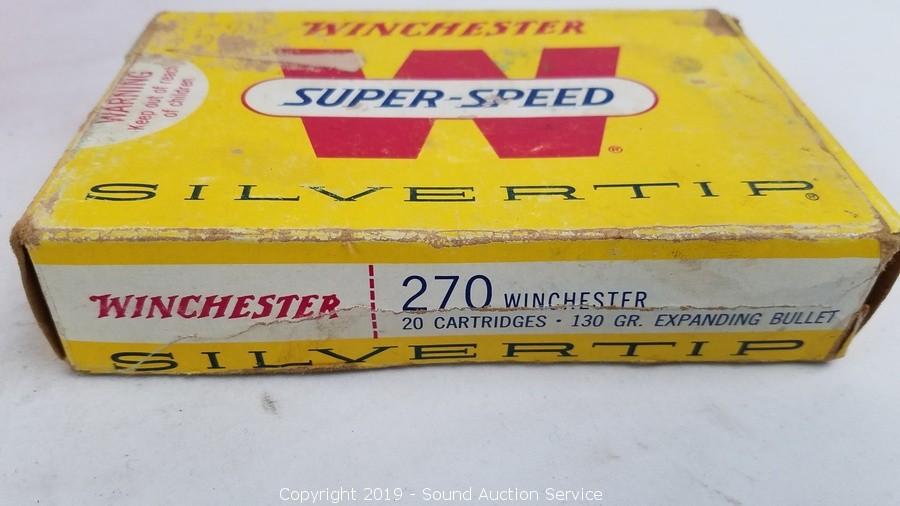 WINCHESTER
W
SUPER-SPEED
®
WARNING
Keep out of reach
of children
SILVERTIP®
WINCHESTER
270 WINCHESTER
20 CARTRIDGES · 130 GR. EXPANDING BULLET
SILVERTIP
Copyright 2019 - Sound Auction Service